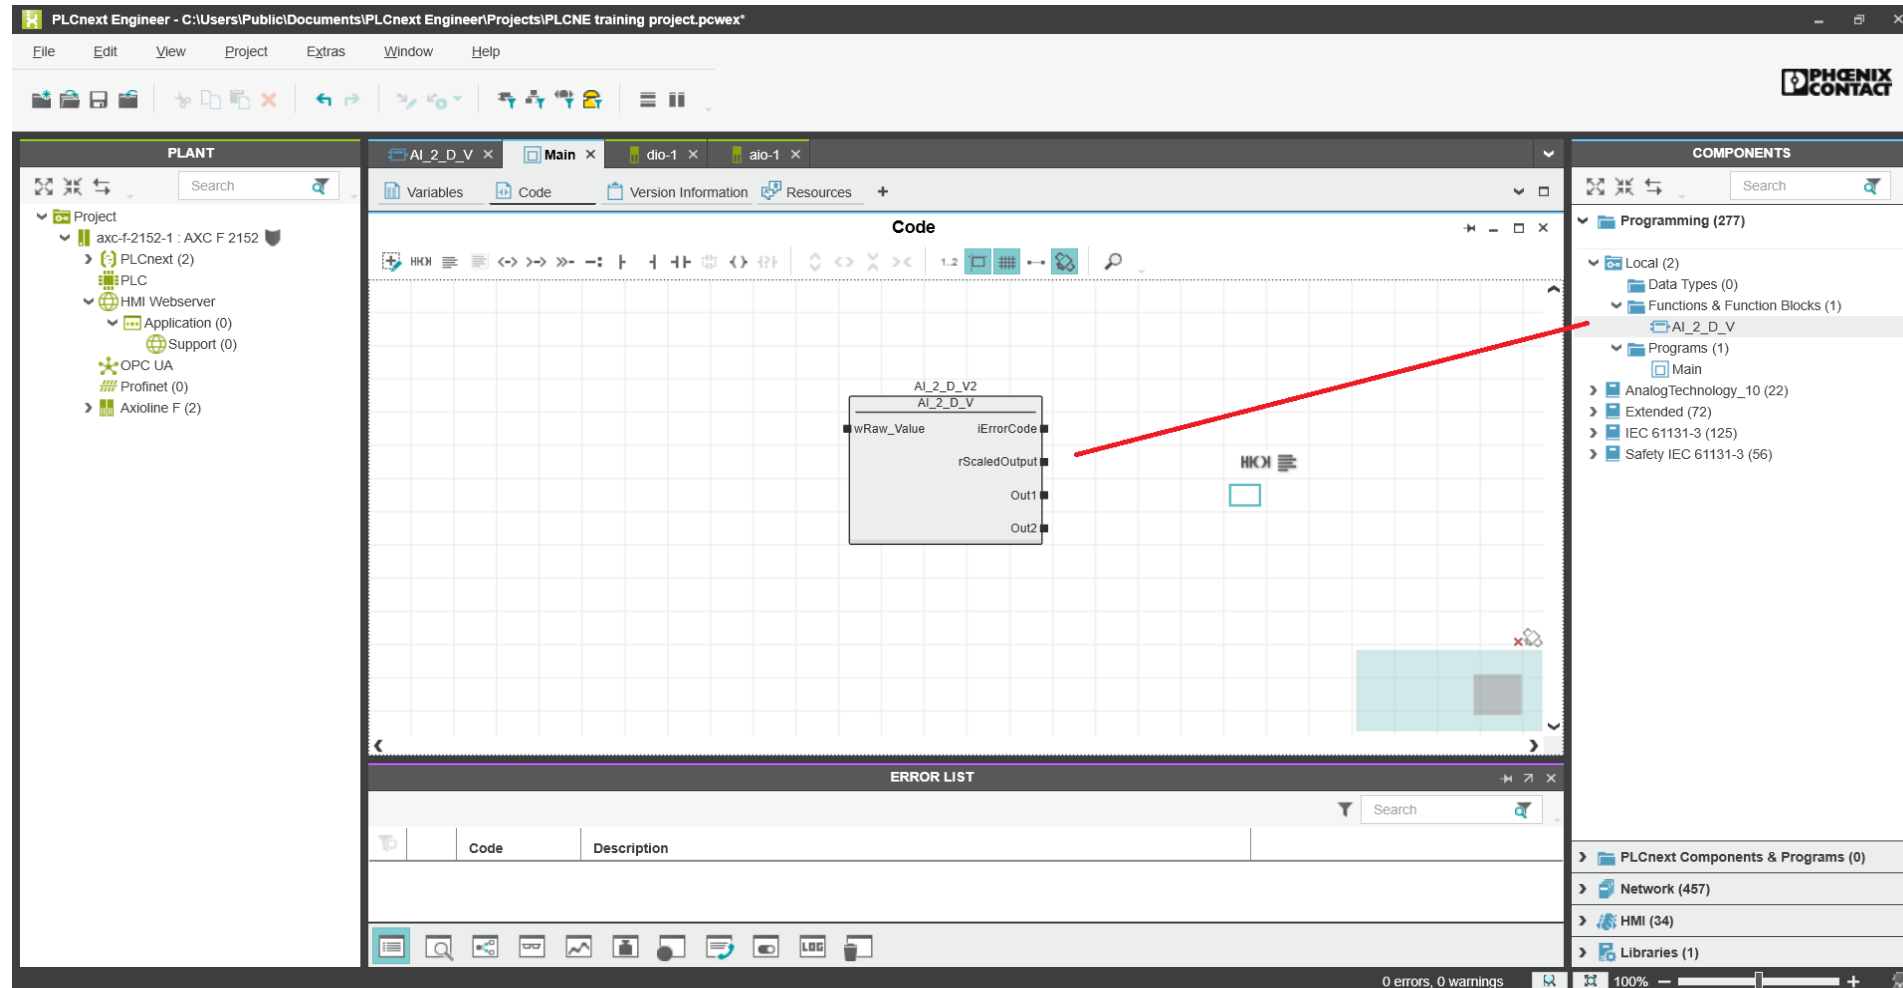 PLCnext Engineer - C:\Users\Public\Documents\PLCnext Engineer\Projects\PLCNE training project.pcwex*
File Edit View Project Extras Window Help
PHŒNIX
CONTACT
PLANT
Search
Project
axc-f-2152-1 : AXC F 2152
PLCnext (2)
PLC
HMI Webserver
Application (0)
Support (0)
OPC UA
Profinet (0)
Axioline F (2)
AI_2_D_V Main dio-1 aio-1
Variables Code Version Information Resources
Code
1..2
AI_2_D_V2
AI_2_D_V
wRaw_Value iErrorCode
rScaledOutput
Out1
Out2
ERROR LIST
Search
Code Description
LOG
COMPONENTS
Search
Programming (277)
Local (2)
Data Types (0)
Functions & Function Blocks (1)
AI_2_D_V
Programs (1)
Main
AnalogTechnology_10 (22)
Extended (72)
IEC 61131-3 (125)
Safety IEC 61131-3 (56)
PLCnext Components & Programs (0)
Network (457)
HMI (34)
Libraries (1)
0 errors, 0 warnings 100%